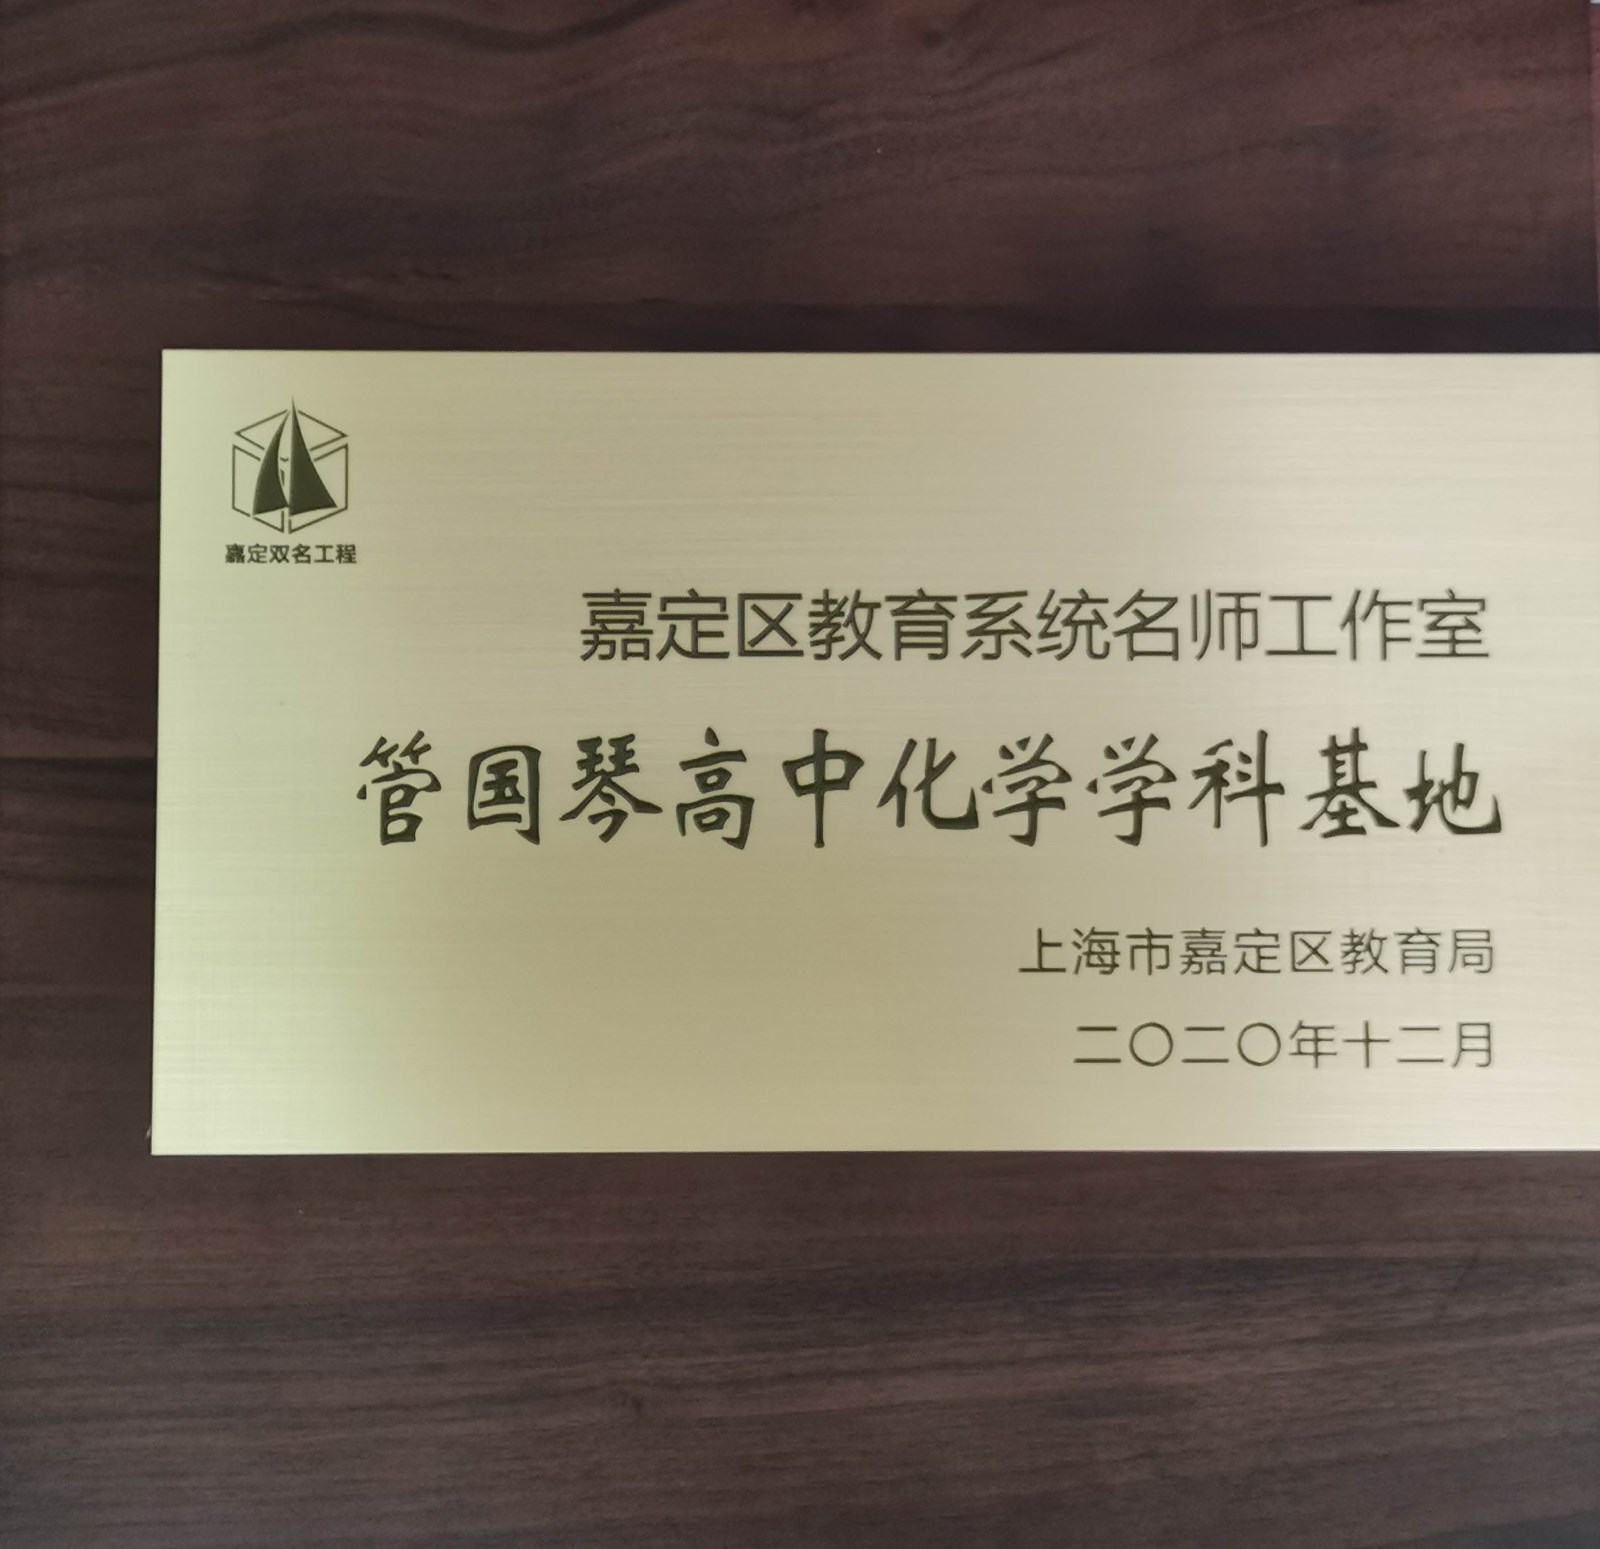 嘉定双名工程
嘉定区教育系统名师工作室
管国琴高中化学学科基地
上海市嘉定区教育局
二〇二〇年十二月